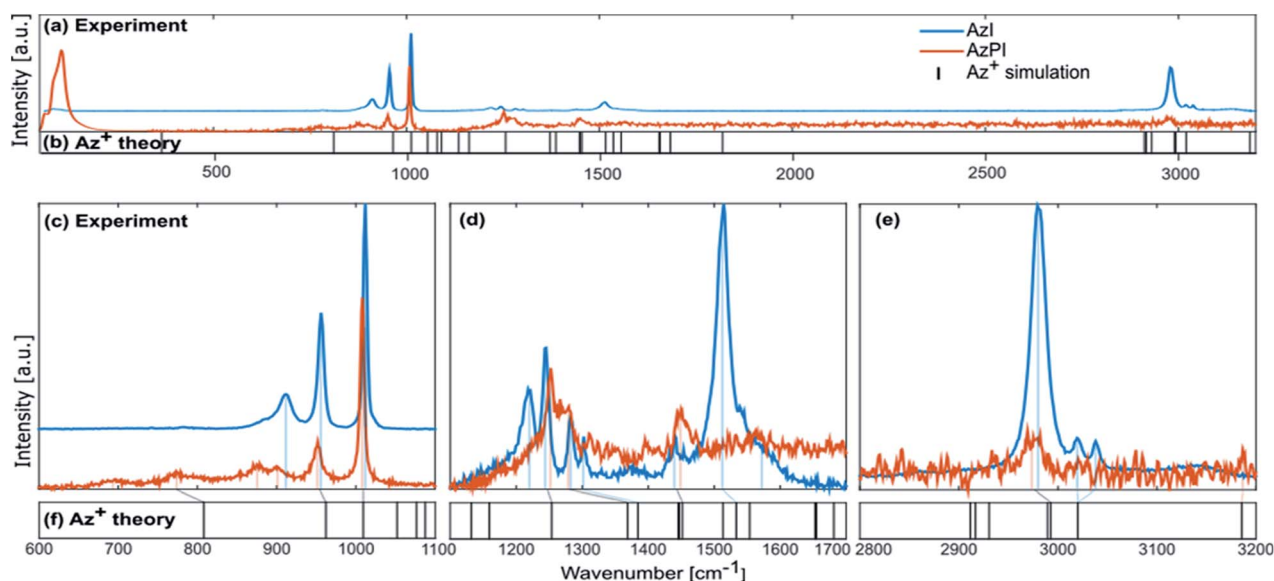 (a) Experiment
Intensity [a.u.]
AzI
AzPI
Az+ simulation
(b) Az+ theory
500 1000 1500 2000 2500 3000
(c) Experiment (d) (e)
Intensity [a.u.]
(f) Az+ theory
600 700 800 900 1000 1100 1200 1300 1400 1500 1600 1700 2800 2900 3000 3100 3200
Wavenumber [cm-1]